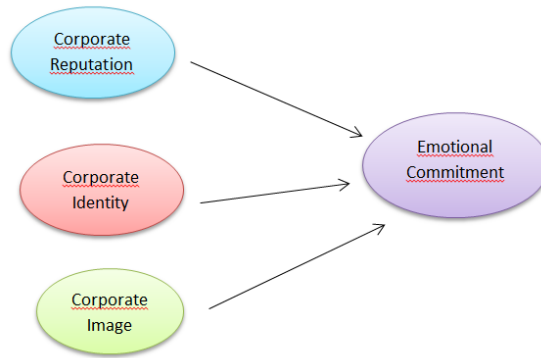 Corporate
Reputation
Emotional
Commitment
Corporate
Identity
Corporate
Image